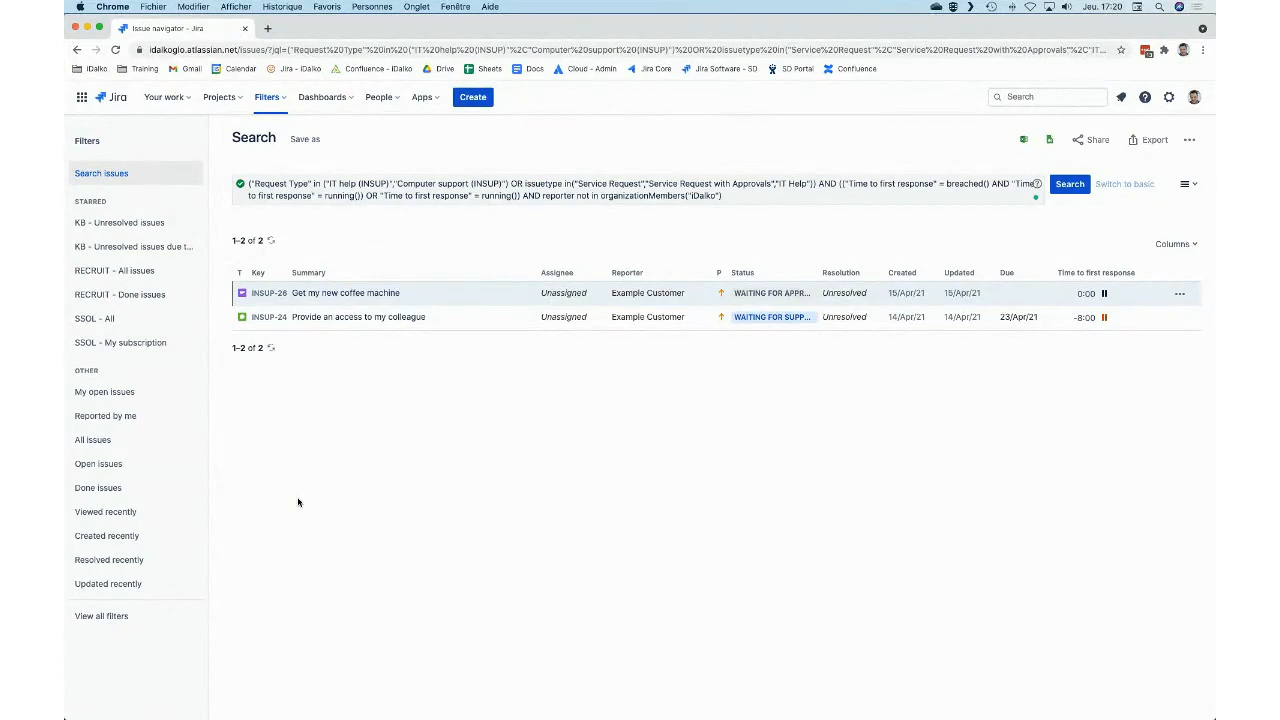 Chrome Fichier Modifier Afficher Historique Favoris Personnes Onglet Fenêtre Aide Jeu. 17:20
Issue navigator - Jira
idalkoglo.atlassian.net/issues/?jql=("Request%20Type"%20in%20("IT%20help%20(INSUP)"%2C"Computer%20support%20(INSUP)")%20OR%20issuetype%20in("Service%20Request"%2C"Service%20Request%20with%20Approvals"%2C"IT...
iDalko Training Gmail Calendar Jira - iDalko Confluence - iDalko Drive Sheets Docs Cloud - Admin Jira Core Jira Software - SD SD Portal Confluence
Jira Your work Projects Filters Dashboards People Apps Create Search
Filters
Search issues
STARRED
KB - Unresolved issues
KB - Unresolved issues due t...
RECRUIT - All issues
RECRUIT - Done issues
SSOL - All
SSOL - My subscription
OTHER
My open issues
Reported by me
All issues
Open issues
Done issues
Viewed recently
Created recently
Resolved recently
Updated recently
View all filters
Search Save as Share Export
("Request Type" in ("IT help (INSUP)","Computer support (INSUP)") OR issuetype in("Service Request","Service Request with Approvals","IT Help")) AND (("Time to first response" = breached() AND "Time
to first response" = running()) OR "Time to first response" = running()) AND reporter not in organizationMembers("iDalko")
Search Switch to basic
1–2 of 2
Columns
T Key Summary Assignee Reporter P Status Resolution Created Updated Due Time to first response
INSUP-26 Get my new coffee machine Unassigned Example Customer WAITING FOR APPR... Unresolved 15/Apr/21 15/Apr/21 0:00
INSUP-24 Provide an access to my colleague Unassigned Example Customer WAITING FOR SUPP... Unresolved 14/Apr/21 14/Apr/21 23/Apr/21 -8:00
1–2 of 2